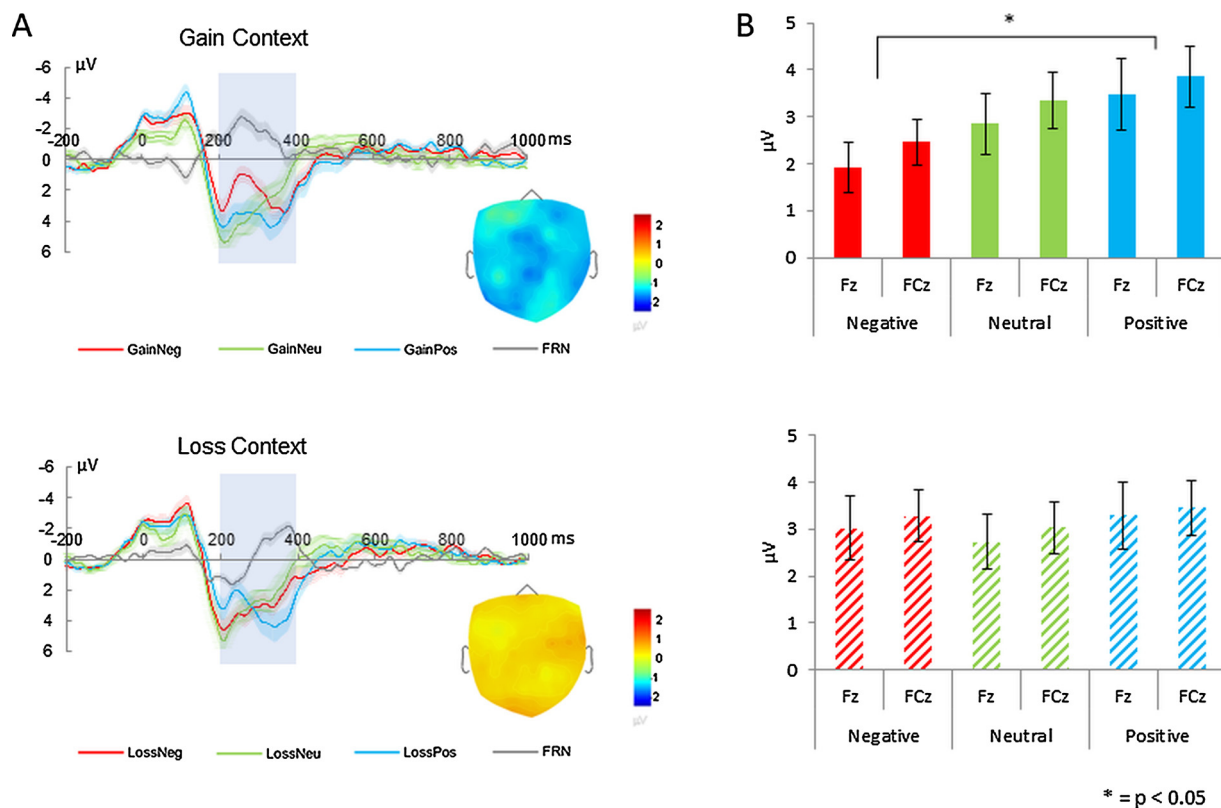 A
Gain Context
-6
µV
-4
-2
-200 0 200 400 600 800 1000 ms
0
2
4
6
2
1
0
1
2
µV
GainNeg GainNeu GainPos FRN
Loss Context
-6
µV
-4
-2
-200 0 200 400 600 800 1000 ms
0
2
4
6
2
1
0
1
2
µV
LossNeg LossNeu LossPos FRN
B
*
5
4
3
2
1
0
µV
Fz FCz Fz FCz Fz FCz
Negative Neutral Positive
5
4
3
2
1
0
µV
Fz FCz Fz FCz Fz FCz
Negative Neutral Positive
* = p < 0.05